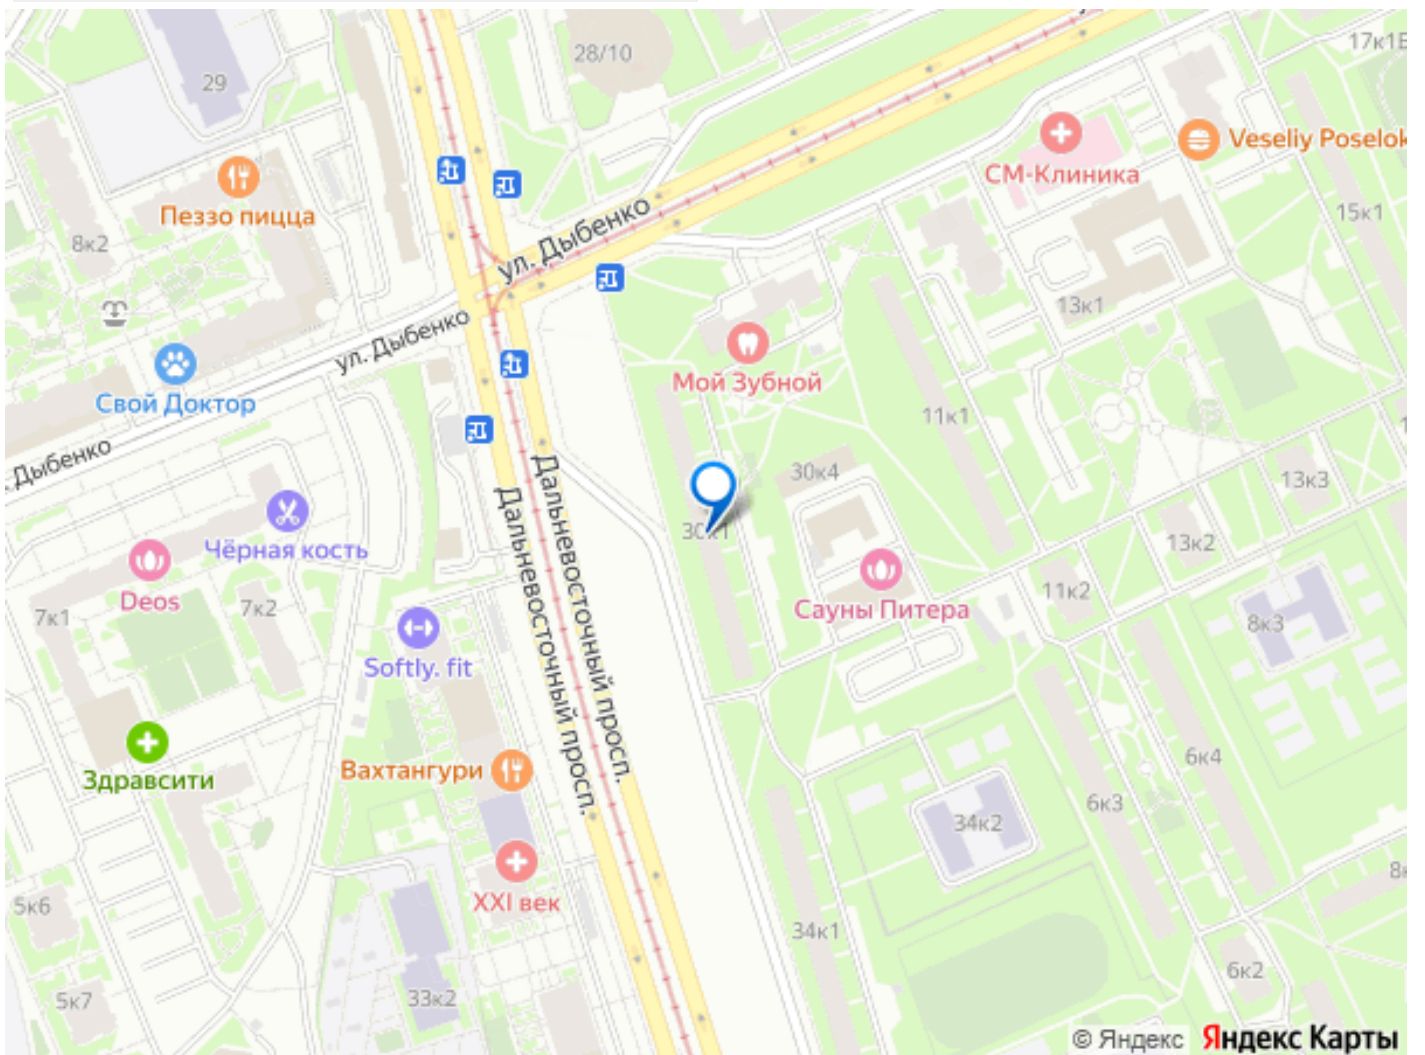 28/10
17к1Б
29
Veseliy Poselok
СМ-Клиника
Пеззо пицца
15к1
8к2
ул. Дыбенко
13к1
ул. Дыбенко
Мой Зубной
Свой Доктор
11к1
Дыбенко
30к4
13к3
30к1
Чёрная кость
13к2
Deos
Сауны Питера
11к2
7к1
7к2
8к3
Дальневосточный просп.
Дальневосточный просп.
Softly. fit
Вахтангури
Здравсити
6к4
6к3
34к2
XXI век
5к6
34к1
6к2
5к7
33к2
© Яндекс Яндекс Карты